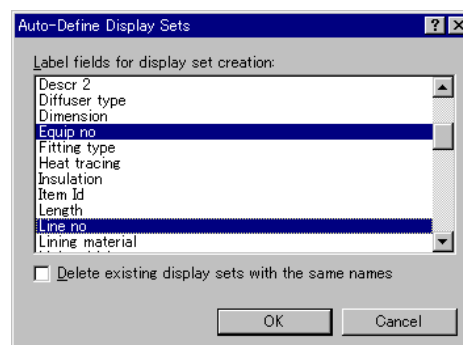 Auto-Define Display Sets
Label fields for display set creation:
Descr 2
Diffuser type
Dimension
Equip no
Fitting type
Heat tracing
Insulation
Item Id
Length
Line no
Lining material
Delete existing display sets with the same names
OK Cancel